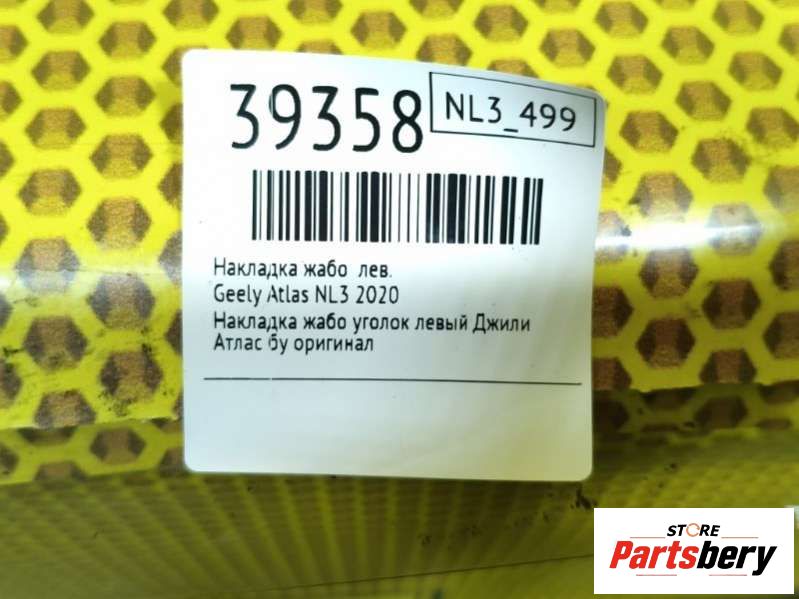 39358
NL3_499
Накладка жабо лев.
Geely Atlas NL3 2020
Накладка жабо уголок левый Джили
Атлас бу оригинал
STORE
Partsbery